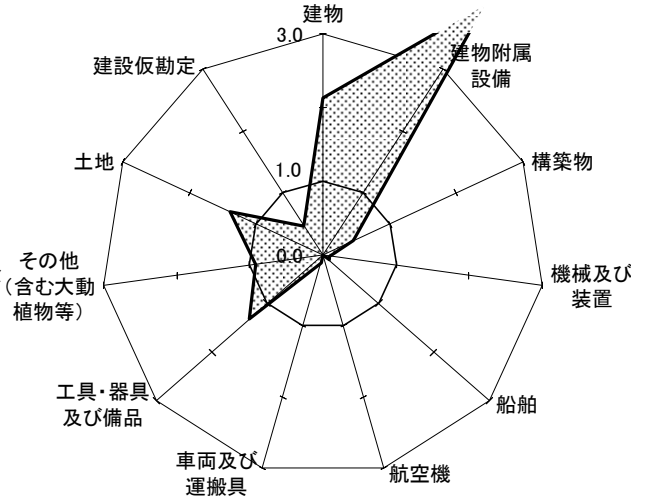 建物
3.0
建物附属
設備
建設仮勘定
土地
1.0
構築物
0.0
その他
(含む大動
植物等)
機械及び
装置
工具・器具
及び備品
船舶
車両及び
運搬具
航空機